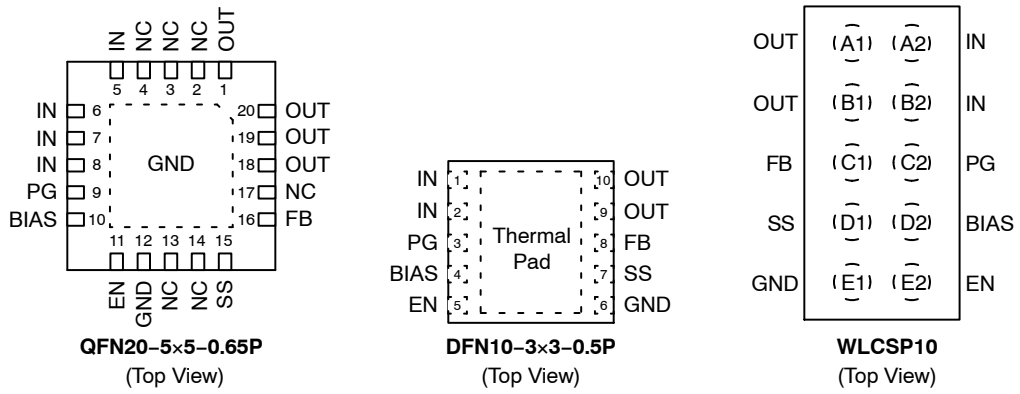 IN NC NC NC OUT
5 4 3 2 1
IN 6 20 OUT
IN 7 19 OUT
IN 8 GND 18 OUT
PG 9 17 NC
BIAS 10 16 FB
11 12 13 14 15
EN GND NC NC SS
QFN20−5×5−0.65P
(Top View)
IN 1 10 OUT
IN 2 9 OUT
PG 3 Thermal 8 FB
BIAS 4 Pad 7 SS
EN 5 6 GND
DFN10−3×3−0.5P
(Top View)
OUT A1 A2 IN
OUT B1 B2 IN
FB C1 C2 PG
SS D1 D2 BIAS
GND E1 E2 EN
WLCSP10
(Top View)